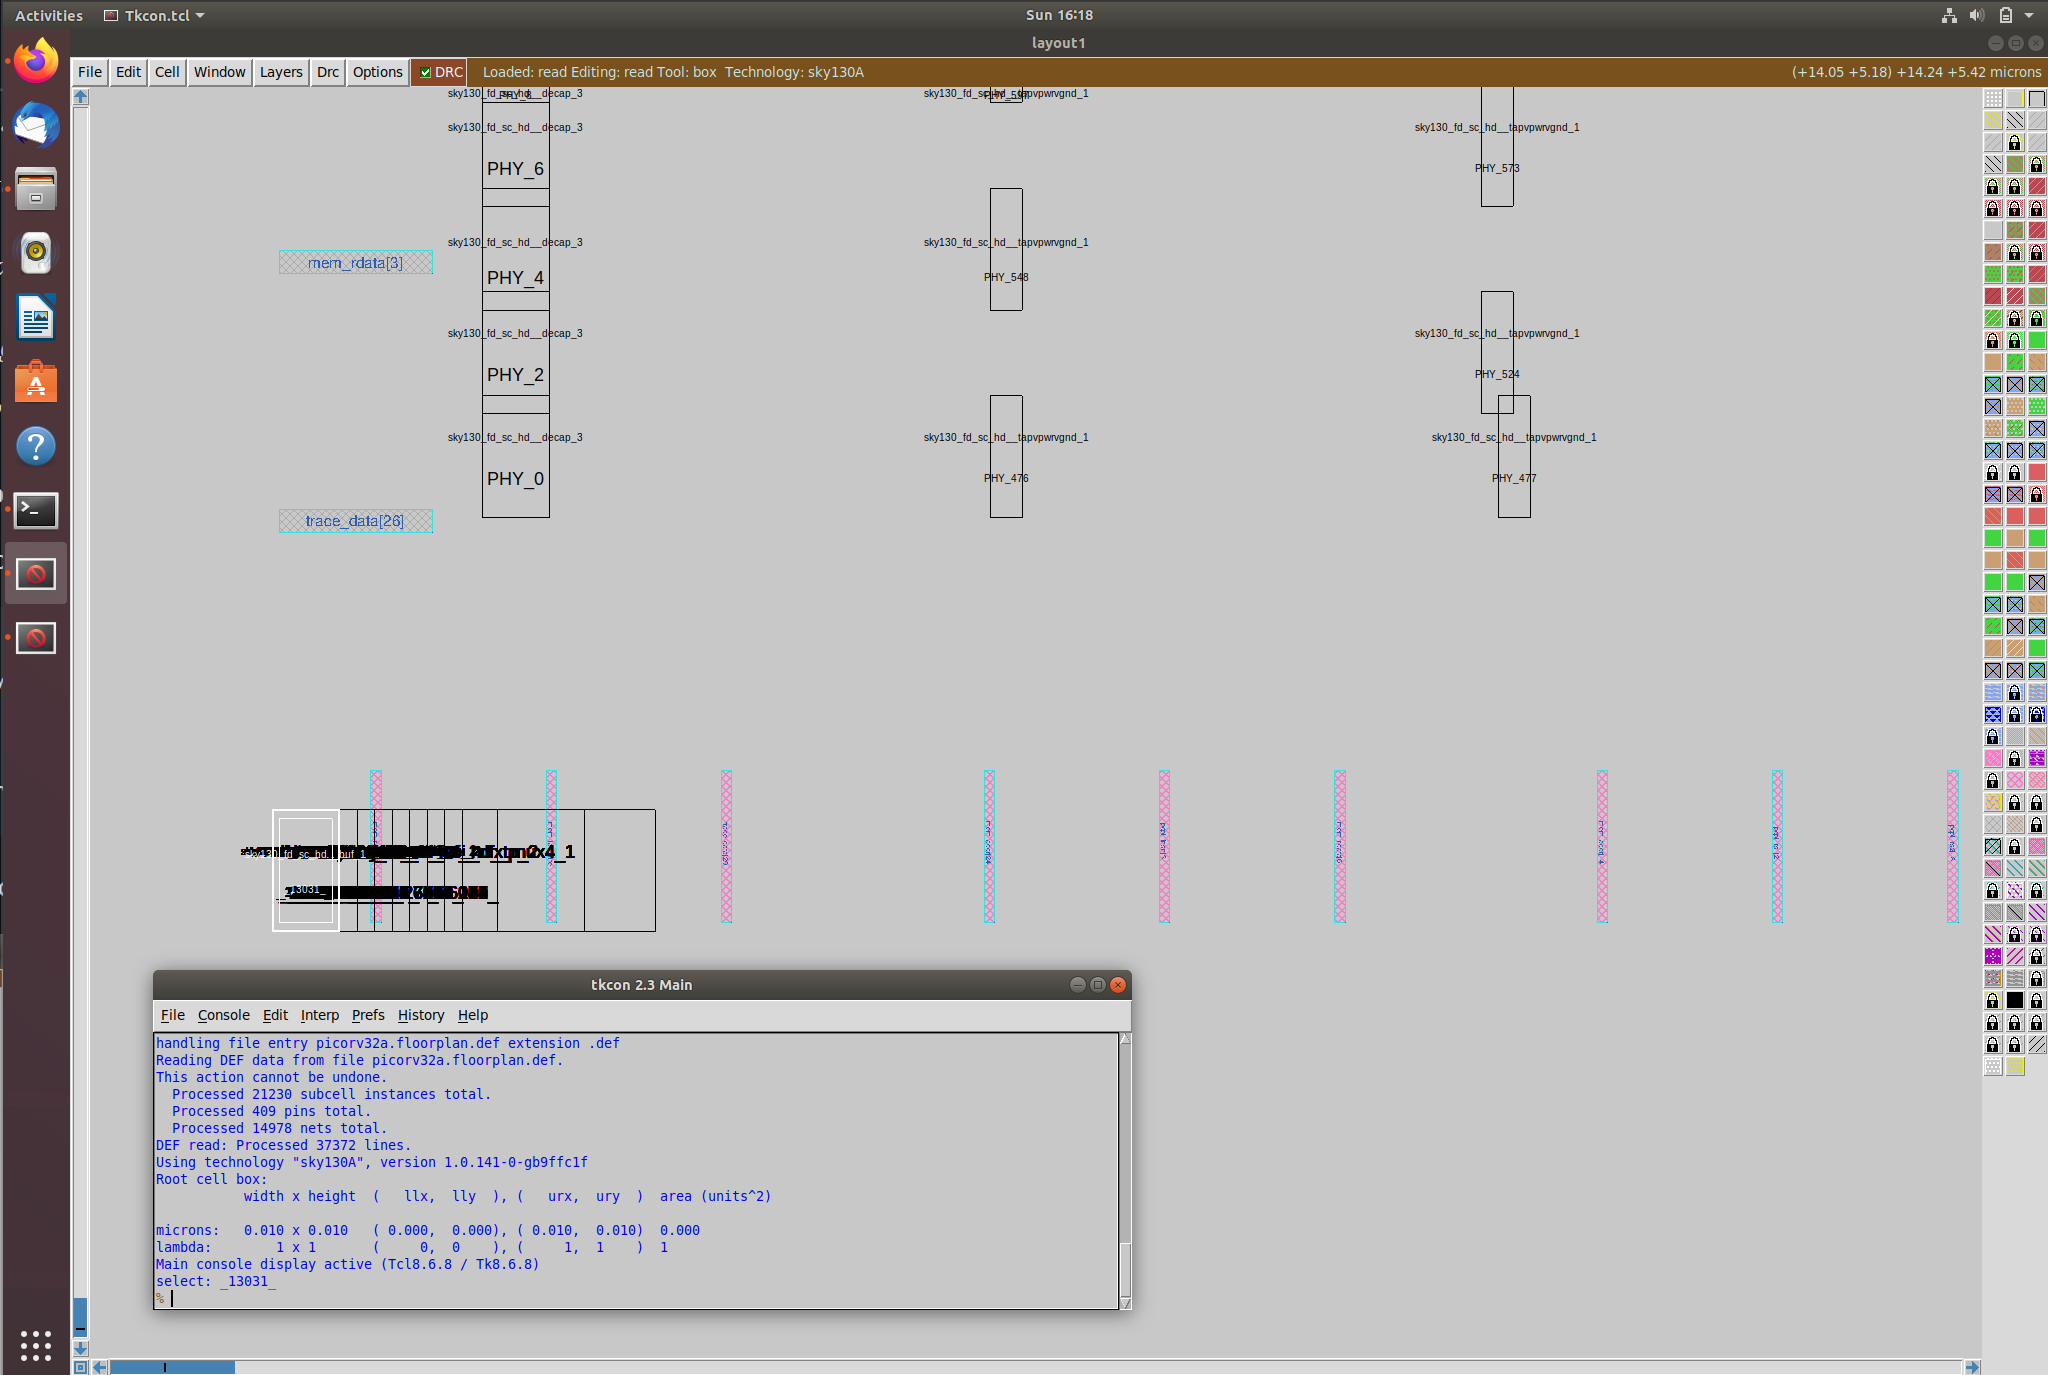 Activities
Tkcon.tcl
Sun 16:18
layout1
File Edit Cell Window Layers Drc Options DRC
Loaded: read Editing: read Tool: box Technology: sky130A
(+14.05 +5.18) +14.24 +5.42 microns
sky130_fd_sc_hd__decap_3
sky130_fd_sc_hd__tapvpwrvgnd_1
sky130_fd_sc_hd__decap_3
sky130_fd_sc_hd__tapvpwrvgnd_1
PHY_6
PHY_573
sky130_fd_sc_hd__decap_3
sky130_fd_sc_hd__tapvpwrvgnd_1
mem_rdata[3]
PHY_4
PHY_548
sky130_fd_sc_hd__decap_3
sky130_fd_sc_hd__tapvpwrvgnd_1
PHY_2
PHY_524
sky130_fd_sc_hd__decap_3
sky130_fd_sc_hd__tapvpwrvgnd_1
sky130_fd_sc_hd__tapvpwrvgnd_1
PHY_0
PHY_476
PHY_477
trace_data[26]
_13031_
tkcon 2.3 Main
File Console Edit Interp Prefs History Help
handling file entry picorv32a.floorplan.def extension .def
Reading DEF data from file picorv32a.floorplan.def.
This action cannot be undone.
Processed 21230 subcell instances total.
Processed 409 pins total.
Processed 14978 nets total.
DEF read: Processed 37372 lines.
Using technology "sky130A", version 1.0.141-0-gb9ffc1f
Root cell box:
width x height ( llx, lly ), ( urx, ury ) area (units^2)
microns: 0.010 x 0.010 ( 0.000, 0.000), ( 0.010, 0.010) 0.000
lambda: 1 x 1 ( 0, 0 ), ( 1, 1 ) 1
Main console display active (Tcl8.6.8 / Tk8.6.8)
select: _13031_
%